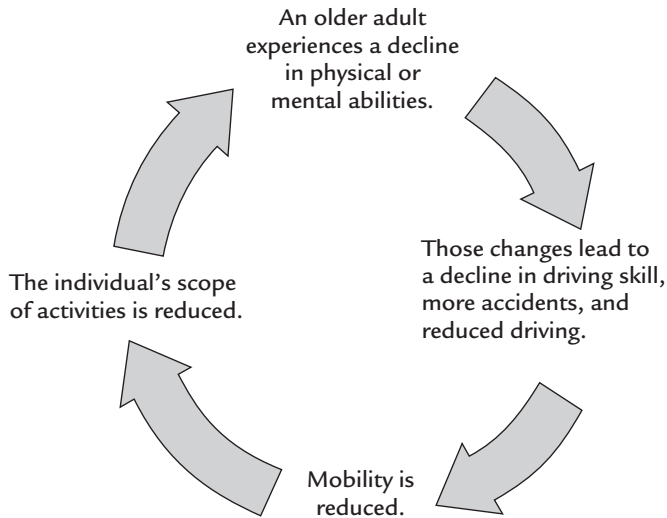 An older adult
experiences a decline
in physical or
mental abilities.
Those changes lead to
a decline in driving skill,
more accidents, and
reduced driving.
Mobility is
reduced.
The individual’s scope
of activities is reduced.